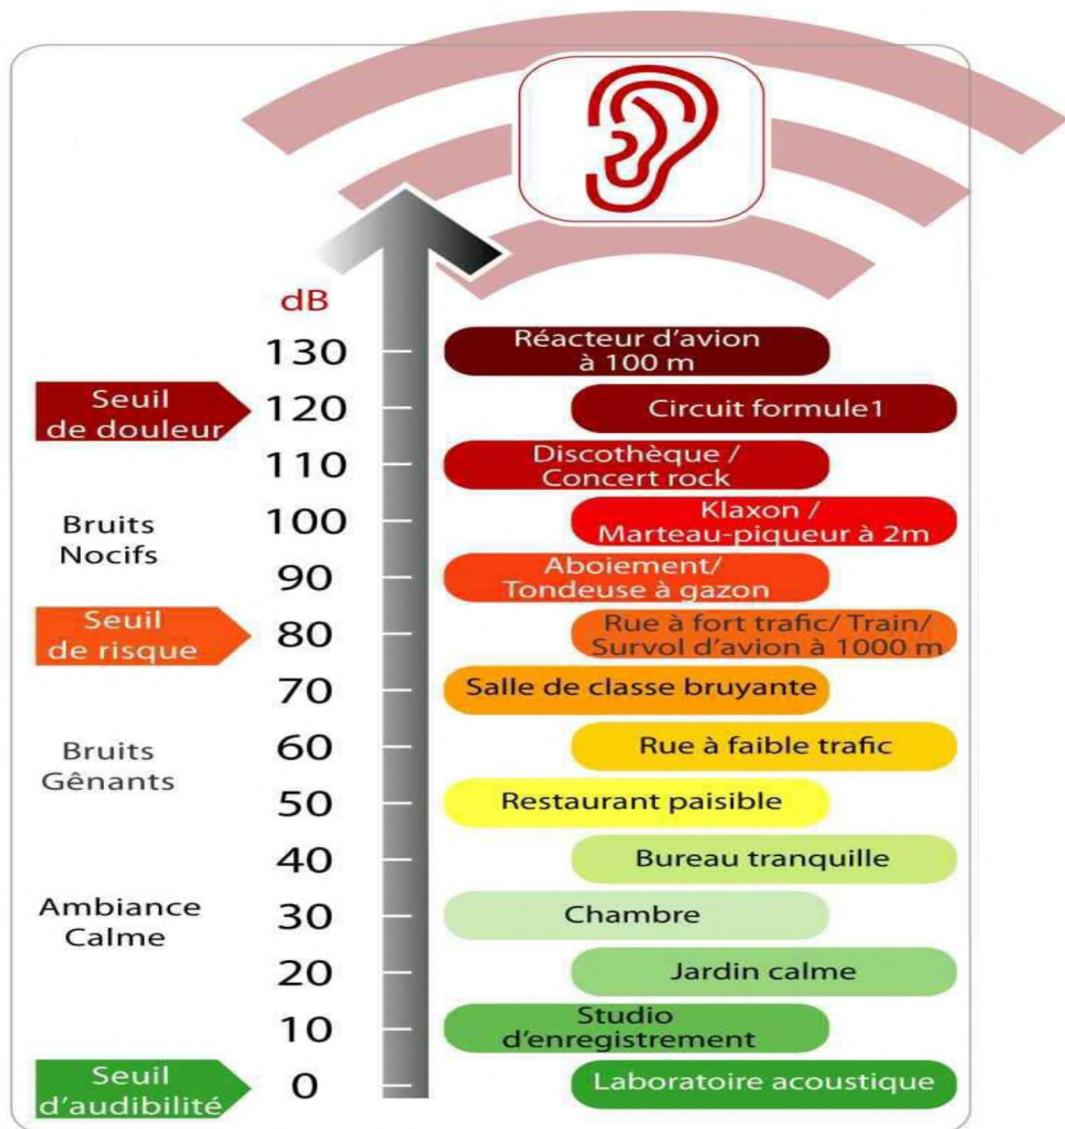 dB
130
Réacteur d'avion
à 100 m
Seuil
de douleur
120
Circuit formule1
110
Discothèque /
Concert rock
Bruits
Nocifs
100
Klaxon /
Marteau-piqueur à 2m
90
Aboiement/
Tondeuse à gazon
Seuil
de risque
80
Rue à fort trafic/ Train/
Survol d'avion à 1000 m
70
Salle de classe bruyante
Bruits
Gênants
60
Rue à faible trafic
50
Restaurant paisible
40
Bureau tranquille
Ambiance
Calme
30
Chambre
20
Jardin calme
10
Studio
d'enregistrement
Seuil
d'audibilité
0
Laboratoire acoustique